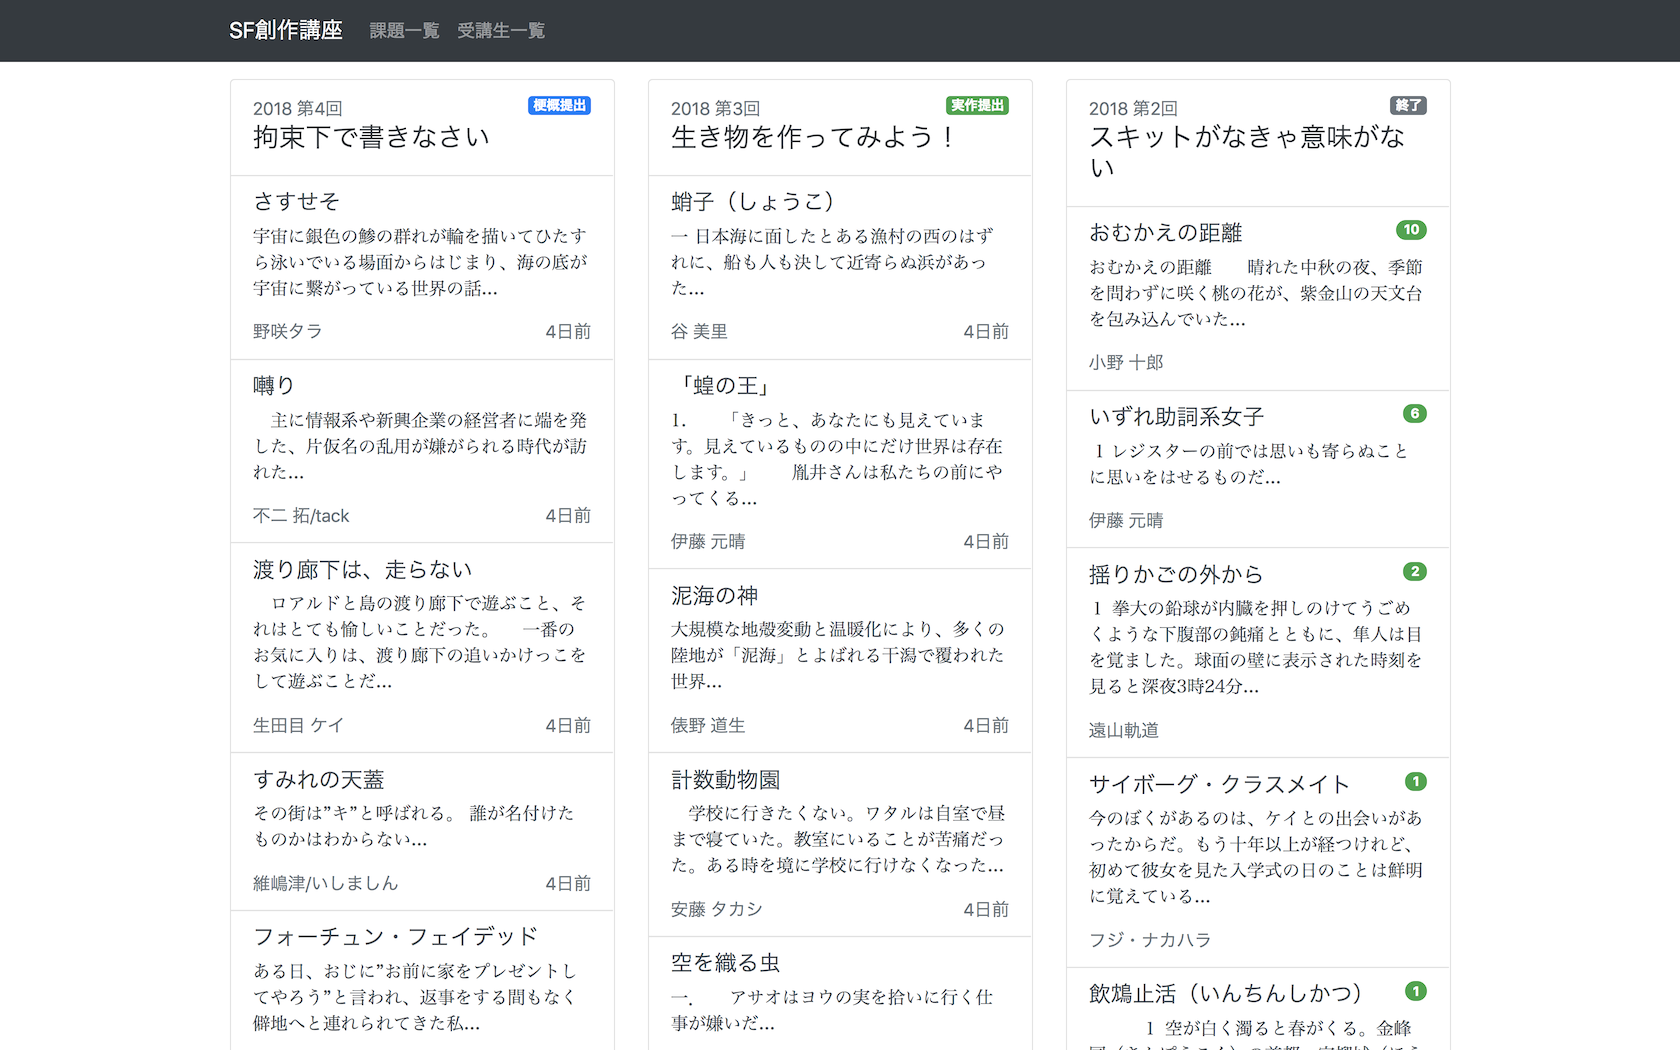 SF創作講座 課題一覧 受講生一覧
2018 第4回 梗概提出
拘束下で書きなさい
さすせそ
宇宙に銀色の鰺の群れが輪を描いてひたす
ら泳いでいる場面からはじまり、海の底が
宇宙に繋がっている世界の話...
野咲タラ 4日前
囀り
主に情報系や新興企業の経営者に端を発
した、片仮名の乱用が嫌がられる時代が訪
れた...
不二 拓/tack 4日前
渡り廊下は、走らない
ロアルドと島の渡り廊下で遊ぶこと、そ
れはとても愉しいことだった。 一番の
お気に入りは、渡り廊下の追いかけっこを
して遊ぶことだ...
生田目 ケイ 4日前
すみれの天蓋
その街は”キ”と呼ばれる。 誰が名付けた
ものかはわからない...
維嶋津/いしましん 4日前
フォーチュン・フェイデッド
ある日、おじに”お前に家をプレゼントし
てやろう”と言われ、返事をする間もなく
僻地へと連れられてきた私...
2018 第3回 実作提出
生き物を作ってみよう！
蛸子（しょうこ）
一 日本海に面したとある漁村の西のはず
れに、船も人も決して近寄らぬ浜があっ
た...
谷 美里 4日前
「蝗の王」
1. 「きっと、あなたにも見えていま
す。見えているものの中にだけ世界は存在
します。」 胤井さんは私たちの前にや
ってくる...
伊藤 元晴 4日前
泥海の神
大規模な地殻変動と温暖化により、多くの
陸地が「泥海」とよばれる干潟で覆われた
世界...
俵野 道生 4日前
計数動物園
学校に行きたくない。ワタルは自室で昼
まで寝ていた。教室にいることが苦痛だっ
た。ある時を境に学校に行けなくなった...
安藤 タカシ 4日前
空を織る虫
一． アサオはヨウの実を拾いに行く仕
事が嫌いだ...
2018 第2回 終了
スキットがなきゃ意味がな
い
おむかえの距離 10
おむかえの距離 晴れた中秋の夜、季節
を問わずに咲く桃の花が、紫金山の天文台
を包み込んでいた...
小野 十郎
いずれ助詞系女子 6
１レジスターの前では思いも寄らぬこと
に思いをはせるものだ...
伊藤 元晴
揺りかごの外から 2
１ 拳大の鉛球が内臓を押しのけてうごめ
くような下腹部の鈍痛とともに、隼人は目
を覚ました。球面の壁に表示された時刻を
見ると深夜3時24分...
遠山軌道
サイボーグ・クラスメイト 1
今のぼくがあるのは、ケイとの出会いがあ
ったからだ。もう十年以上が経つけれど、
初めて彼女を見た入学式の日のことは鮮明
に覚えている...
フジ・ナカハラ
飲鴆止活（いんちんしかつ） 1
１ 空が白く濁ると春がくる。金峰